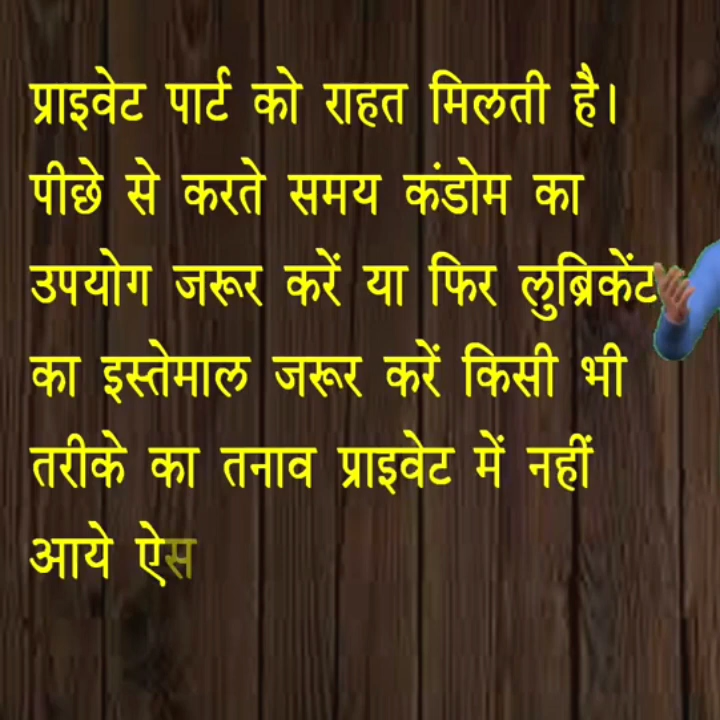 प्राइवेट पार्ट को राहत मिलती है।
पीछे से करते समय कंडोम का
उपयोग जरूर करें या फिर लुब्रिकेंट
का इस्तेमाल जरूर करें किसी भी
तरीके का तनाव प्राइवेट में नहीं
आये ऐस